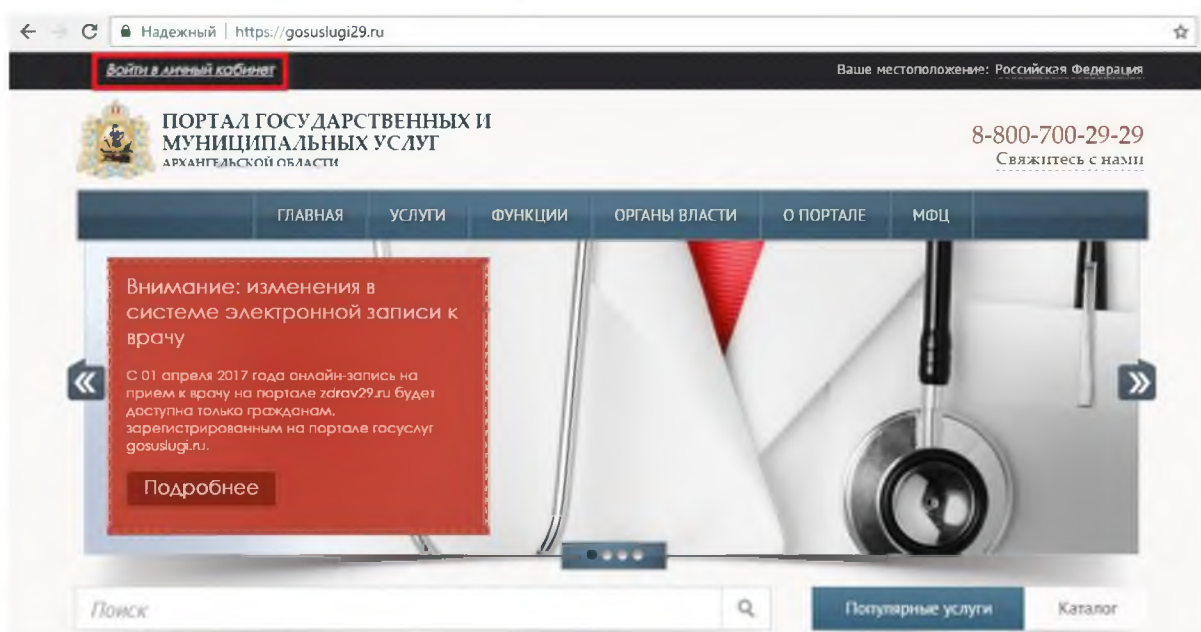 Надежный | https://gosuslugi29.ru
Войти в личный кабинет
Ваше местоположение: Российская Федерация
ПОРТАЛ ГОСУДАРСТВЕННЫХ И
МУНИЦИПАЛЬНЫХ УСЛУГ
АРХАНГЕЛЬСКОЙ ОБЛАСТИ
8-800-700-29-29
Свяжитесь с нами
ГЛАВНАЯ УСЛУГИ ФУНКЦИИ ОРГАНЫ ВЛАСТИ О ПОРТАЛЕ МФЦ
Внимание: изменения в
системе электронной записи к
врачу
С 01 апреля 2017 года онлайн-запись на
прием к врачу на портале zdrav29.ru будет
доступна только гражданам,
зарегистрированным на портале госуслуг
gosuslugi.ru.
Подробнее
Поиск
Популярные услуги
Каталог